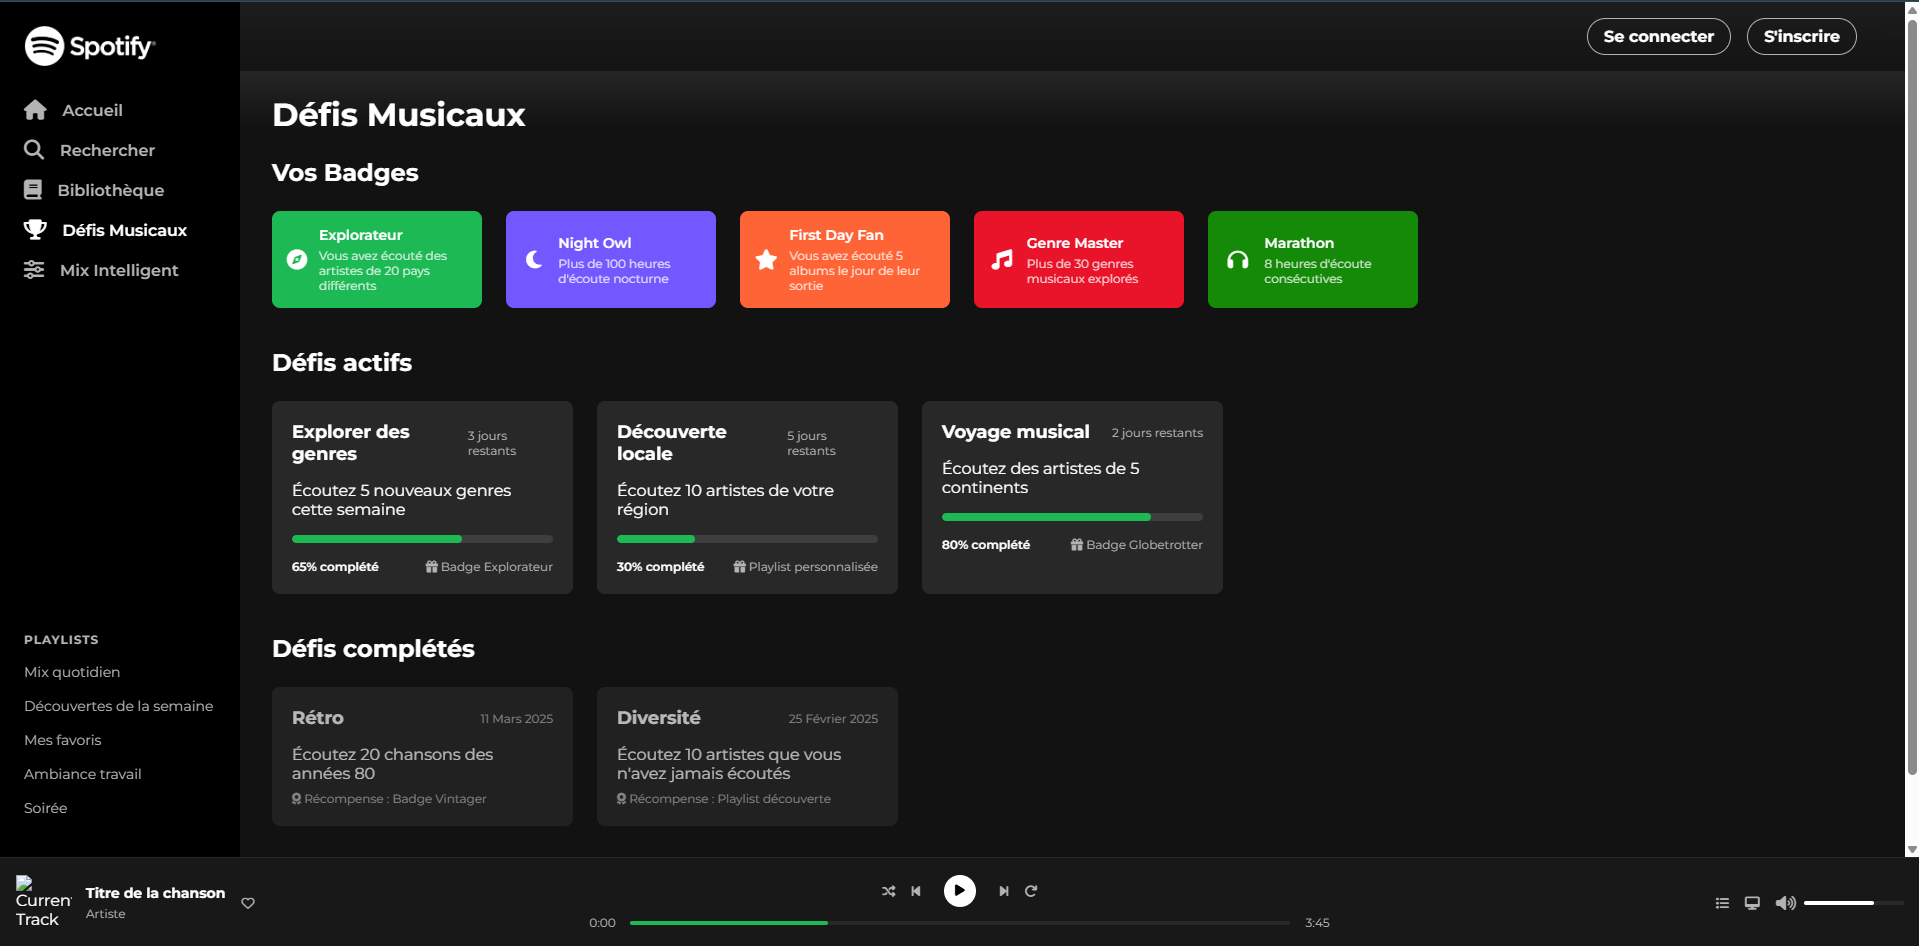 Spotify
Se connecter
S'inscrire
Accueil
Rechercher
Bibliothèque
Défis Musicaux
Mix Intelligent
PLAYLISTS
Mix quotidien
Découvertes de la semaine
Mes favoris
Ambiance travail
Soirée
Défis Musicaux
Vos Badges
Explorateur
Vous avez écouté des
artistes de 20 pays
différents
Night Owl
Plus de 100 heures
d'écoute nocturne
First Day Fan
Vous avez écouté 5
albums le jour de leur
sortie
Genre Master
Plus de 30 genres
musicaux explorés
Marathon
8 heures d'écoute
consécutives
Défis actifs
Explorer des
genres
3 jours
restants
Écoutez 5 nouveaux genres
cette semaine
65% complété
Badge Explorateur
Découverte
locale
5 jours
restants
Écoutez 10 artistes de votre
région
30% complété
Playlist personnalisée
Voyage musical
2 jours restants
Écoutez des artistes de 5
continents
80% complété
Badge Globetrotter
Défis complétés
Rétro
11 Mars 2025
Écoutez 20 chansons des
années 80
Récompense : Badge Vintager
Diversité
25 Février 2025
Écoutez 10 artistes que vous
n'avez jamais écoutés
Récompense : Playlist découverte
Current
Track
Titre de la chanson
Artiste
0:00
3:45